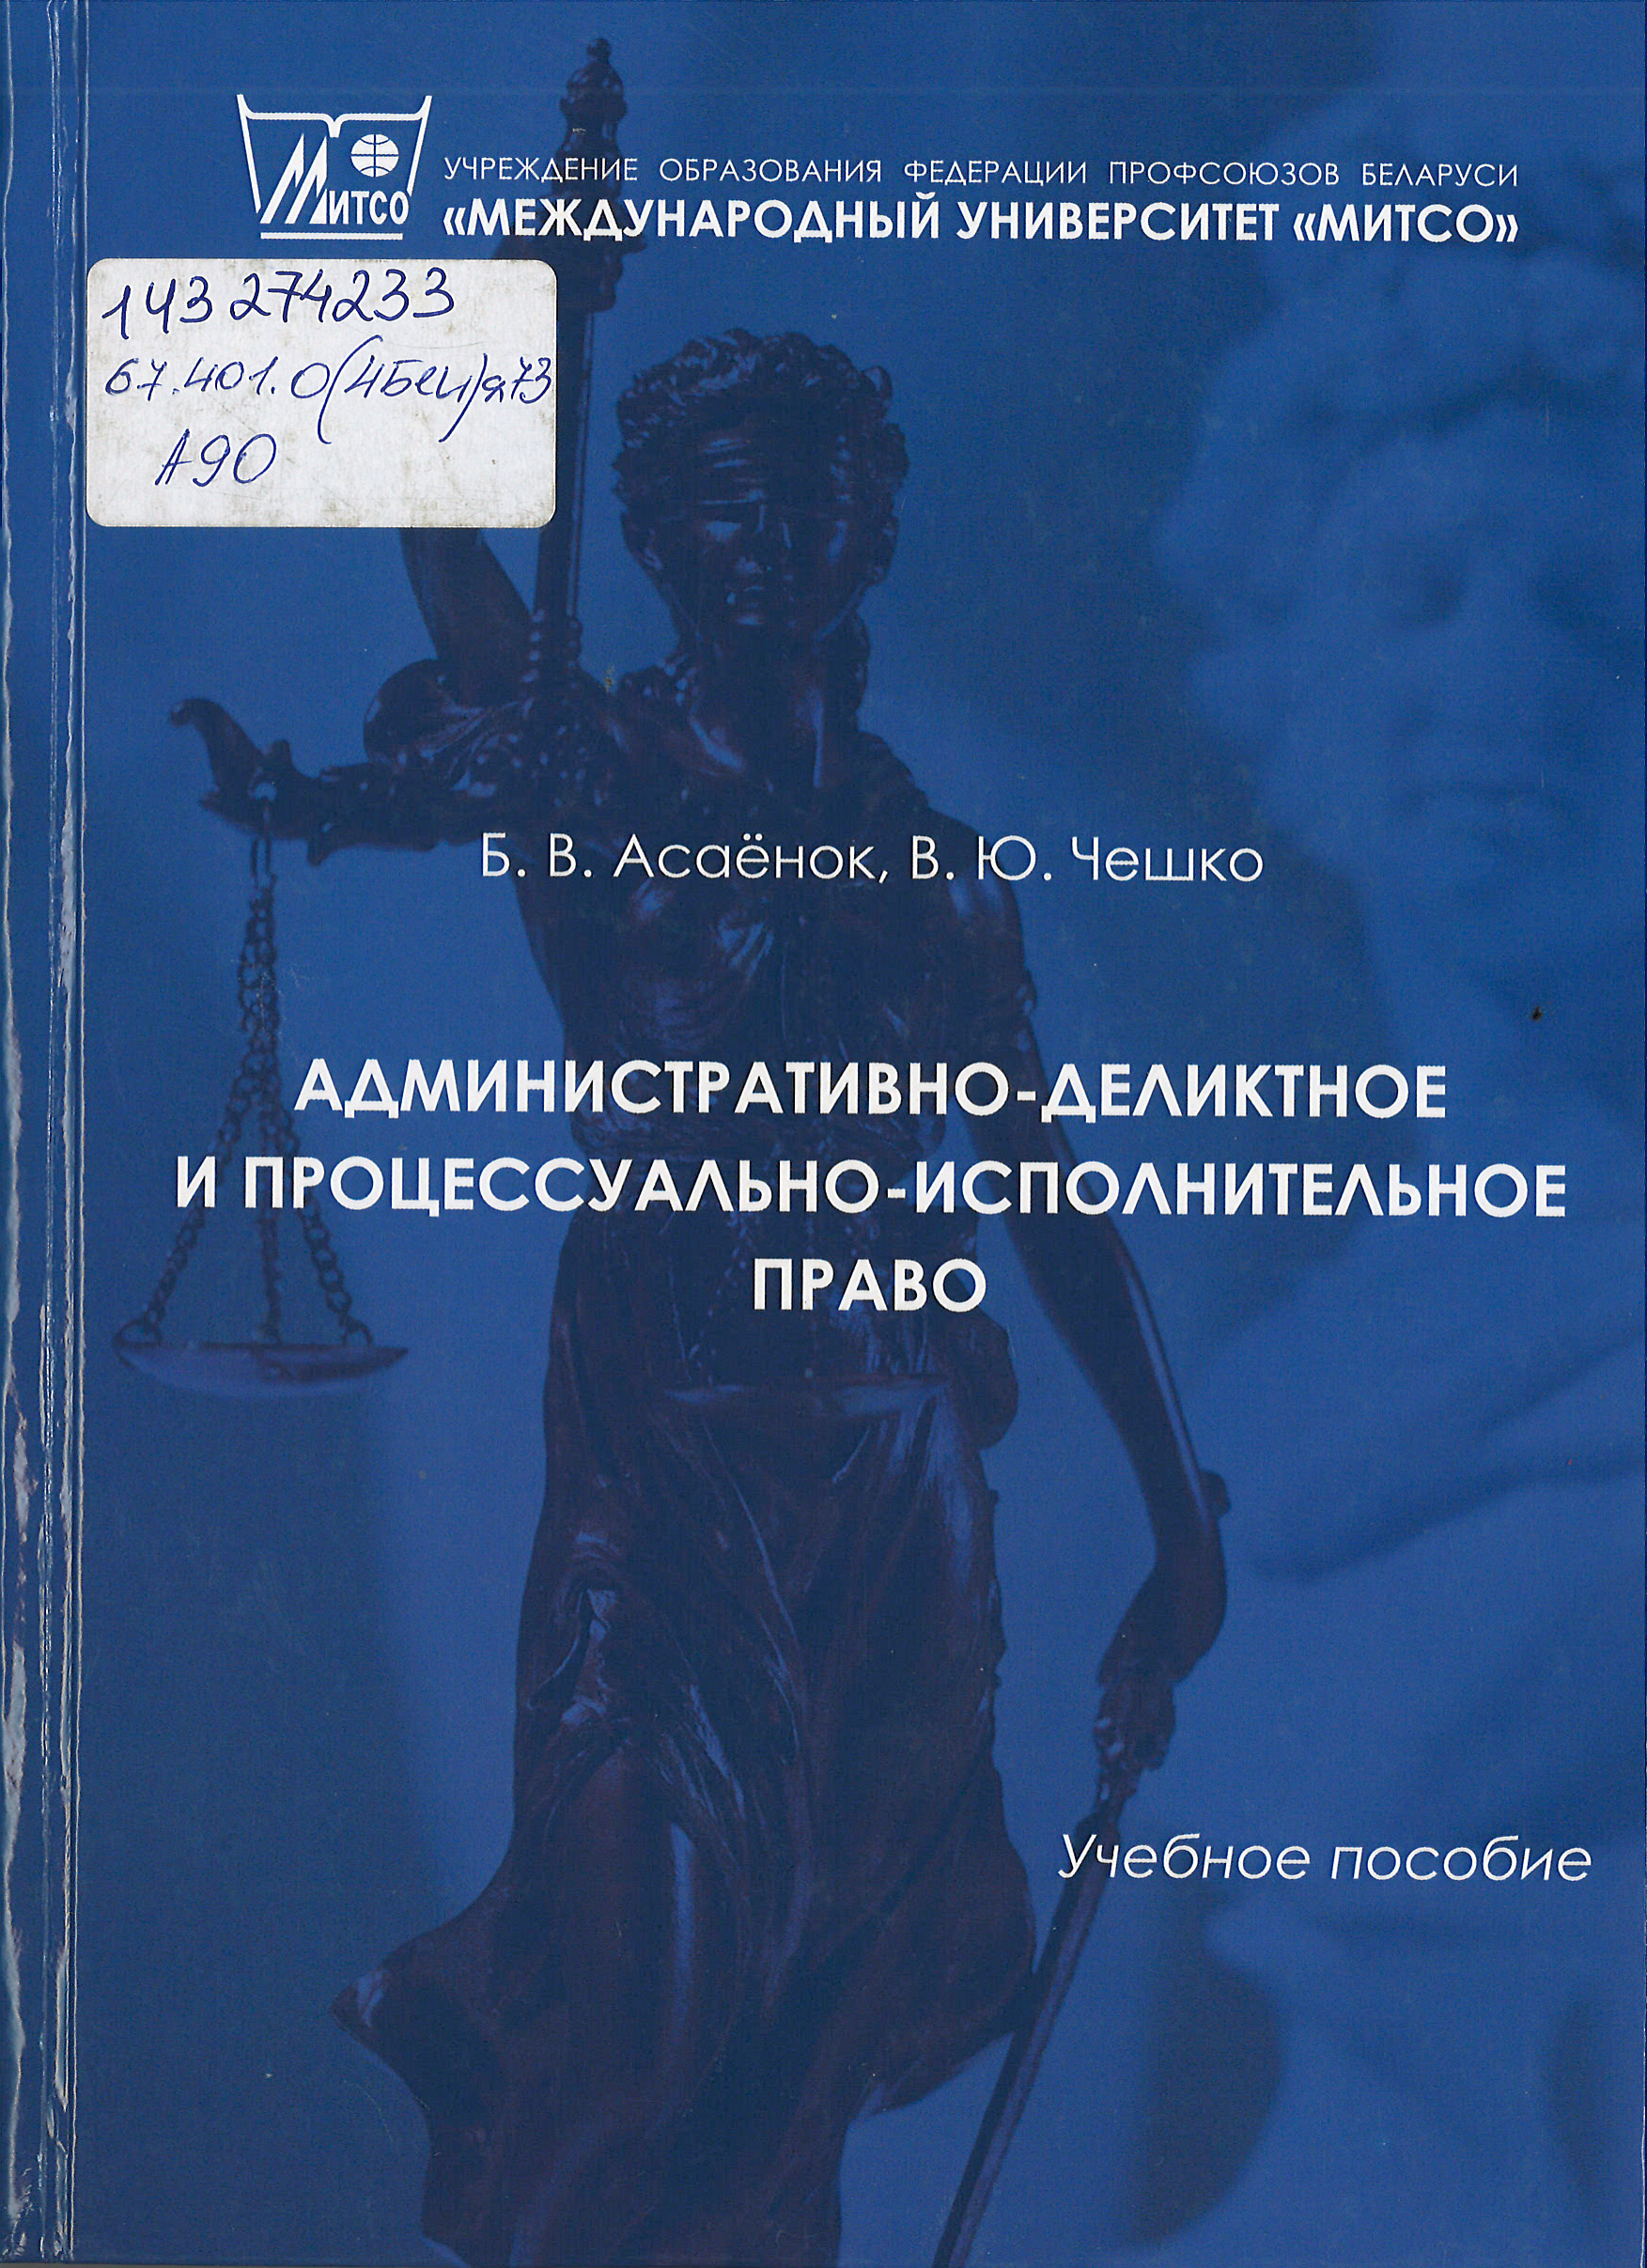 МИТСО
УЧРЕЖДЕНИЕ ОБРАЗОВАНИЯ ФЕДЕРАЦИИ ПРОФСОЮЗОВ БЕЛАРУСИ
«МЕЖДУНАРОДНЫЙ УНИВЕРСИТЕТ «МИТСО»
1ч3 274233
67.401.0(4Беи)я73
А90
Б. В. Асаёнок, В. Ю. Чешко
АДМИНИСТРАТИВНО-ДЕЛИКТНОЕ
И ПРОЦЕССУАЛЬНО-ИСПОЛНИТЕЛЬНОЕ
ПРАВО
Учебное пособие